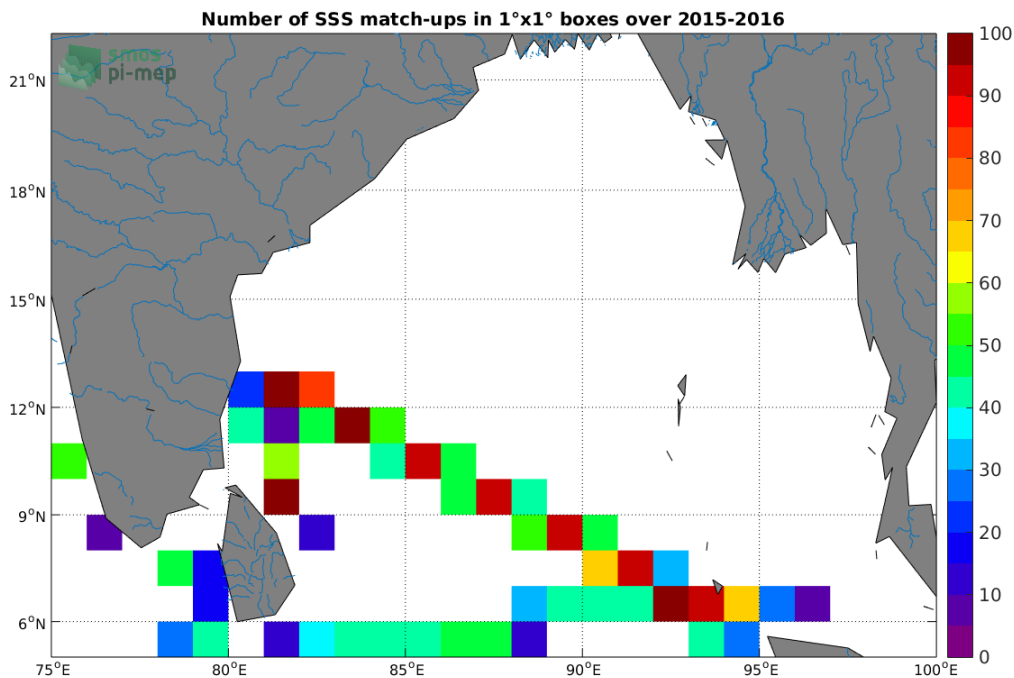 Number of SSS match-ups in 1°x1° boxes over 2015-2016
smos
pi-mep
21°N
18°N
15°N
12°N
9°N
6°N
75°E 80°E 85°E 90°E 95°E 100°E
100
90
80
70
60
50
40
30
20
10
0